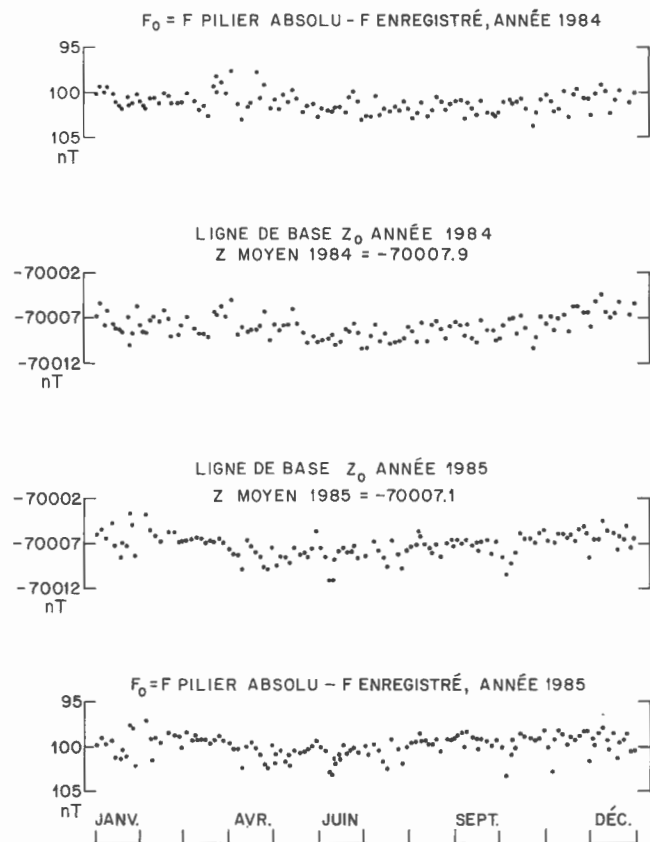 F₀ = F PILIER ABSOLU - F ENREGISTRÉ, ANNÉE 1984
95
100
105
nT
LIGNE DE BASE Z₀ ANNÉE 1984
Z MOYEN 1984 = -70007.9
-70002
-70007
-70012
nT
LIGNE DE BASE Z₀ ANNÉE 1985
Z MOYEN 1985 = -70007.1
-70002
-70007
-70012
nT
F₀ = F PILIER ABSOLU - F ENREGISTRÉ, ANNÉE 1985
95
100
105
nT
JANV. AVR. JUIN SEPT. DÉC.